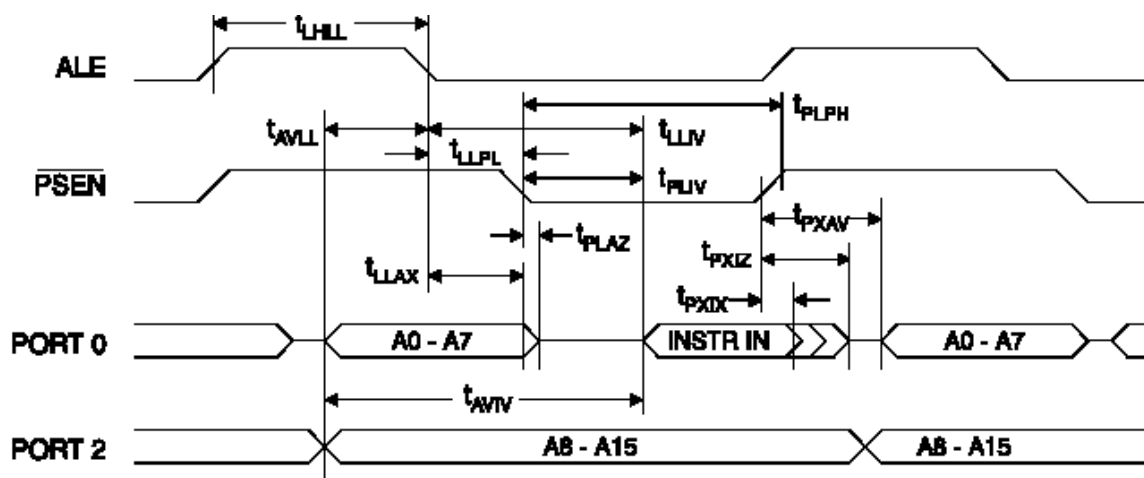 tLHLL
ALE
tPLPH
tAVLL
tLLIV
tLLPL
PSEN
tPLIV
tPXAV
tPLAZ
tPXIZ
tLLAX
tPXIX
PORT 0
A0 - A7
INSTR IN
A0 - A7
tAVIV
PORT 2
A8 - A15
A8 - A15